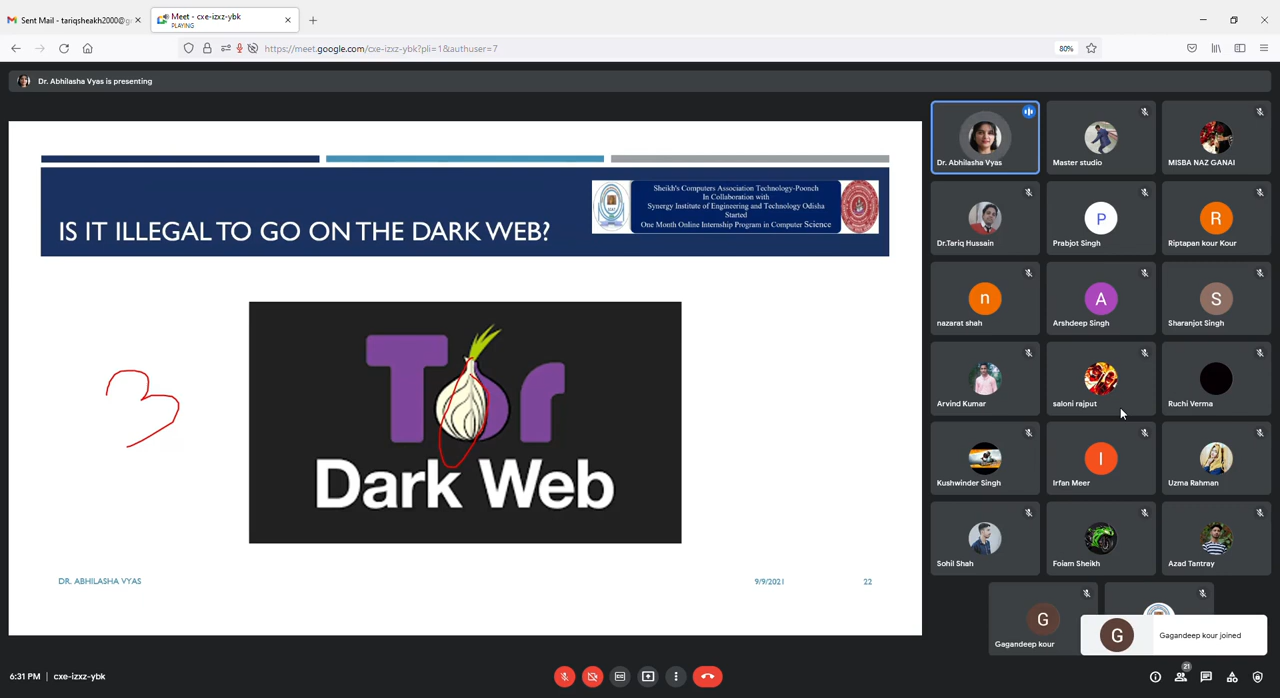 Sent Mail - tariqsheakh2000@g
Meet - cxe-izxz-ybk
PLAYING
https://meet.google.com/cxe-izxz-ybk?pli=1&authuser=7
80%
Dr. Abhilasha Vyas is presenting
IS IT ILLEGAL TO GO ON THE DARK WEB?
Sheikh's Computers Association Technology-Poonch
In Collaboration with
Synergy Institute of Engineering and Technology Odisha
Started
One Month Online Internship Program in Computer Science
3
Tor
Dark Web
DR. ABHILASHA VYAS
9/9/2021
22
Dr. Abhilasha Vyas
Master studio
MISBA NAZ GANAI
Dr.Tariq Hussain
P
Prabjot Singh
R
Riptapan kour Kour
n
nazarat shah
A
Arshdeep Singh
S
Sharanjot Singh
Arvind Kumar
saloni rajput
Ruchi Verma
Kushwinder Singh
I
Irfan Meer
Uzma Rahman
Sohil Shah
Foiam Sheikh
Azad Tantray
G
Gagandeep kour
G
Gagandeep kour joined
6:31 PM | cxe-izxz-ybk
21